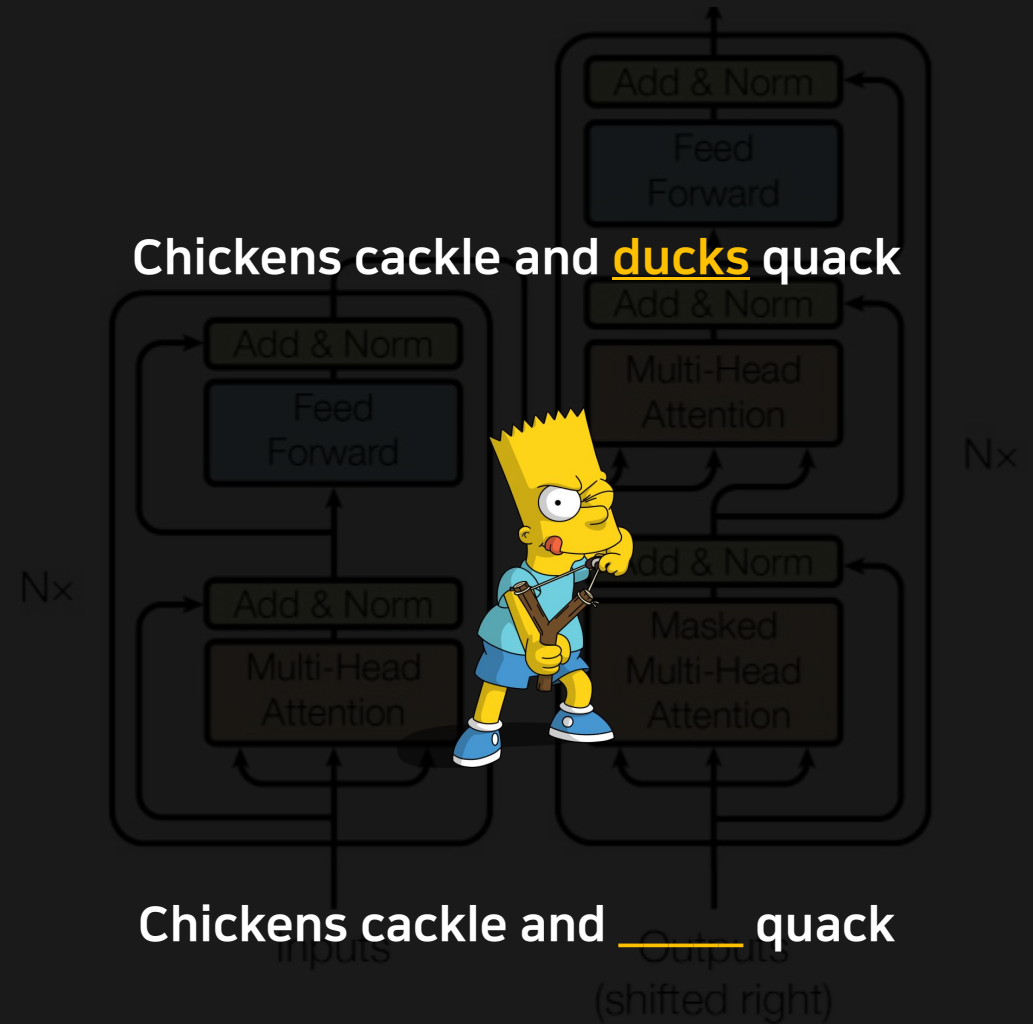 Add & Norm
Feed
Forward
Chickens cackle and ducks quack
Add & Norm
Add & Norm
Multi-Head
Attention
Feed
Forward
Nx
Add & Norm
Nx
Add & Norm
Masked
Multi-Head
Attention
Multi-Head
Attention
Chickens cackle and _____ quack
Inputs
Outputs
(shifted right)